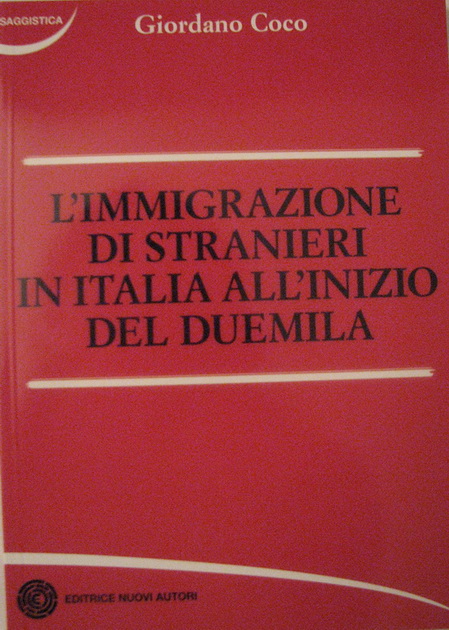 SAGGISTICA
Giordano Coco
L'IMMIGRAZIONE
DI STRANIERI
IN ITALIA ALL'INIZIO
DEL DUEMILA
EDITRICE NUOVI AUTORI